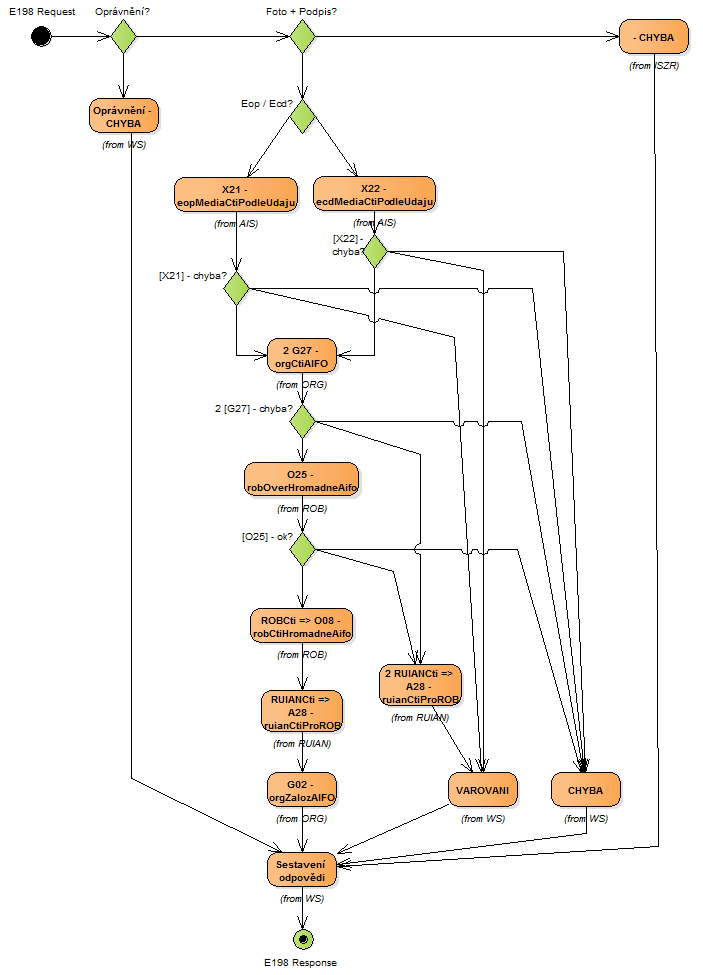 E198 Request
Oprávnění?
Foto + Podpis?
- CHYBA
(from ISZR)
Eop / Ecd?
Oprávnění -
CHYBA
(from WS)
X21 -
eopMediaCtiPodleUdaju
(from AIS)
X22 -
ecdMediaCtiPodleUdaju
(from AIS)
[X22] -
chyba?
[X21] - chyba?
2 G27 -
orgCtiAIFO
(from ORG)
2 [G27] - chyba?
O25 -
robOverHromadneAifo
(from ROB)
[O25] - ok?
ROBCti => O08 -
robCtiHromadneAifo
(from ROB)
2 RUIANCti =>
A28 -
ruianCtiProROB
(from RUIAN)
RUIANCti =>
A28 -
ruianCtiProROB
(from RUIAN)
G02 -
orgZalozAIFO
(from ORG)
VAROVANI
(from WS)
CHYBA
(from WS)
Sestavení
odpovědi
(from WS)
E198 Response